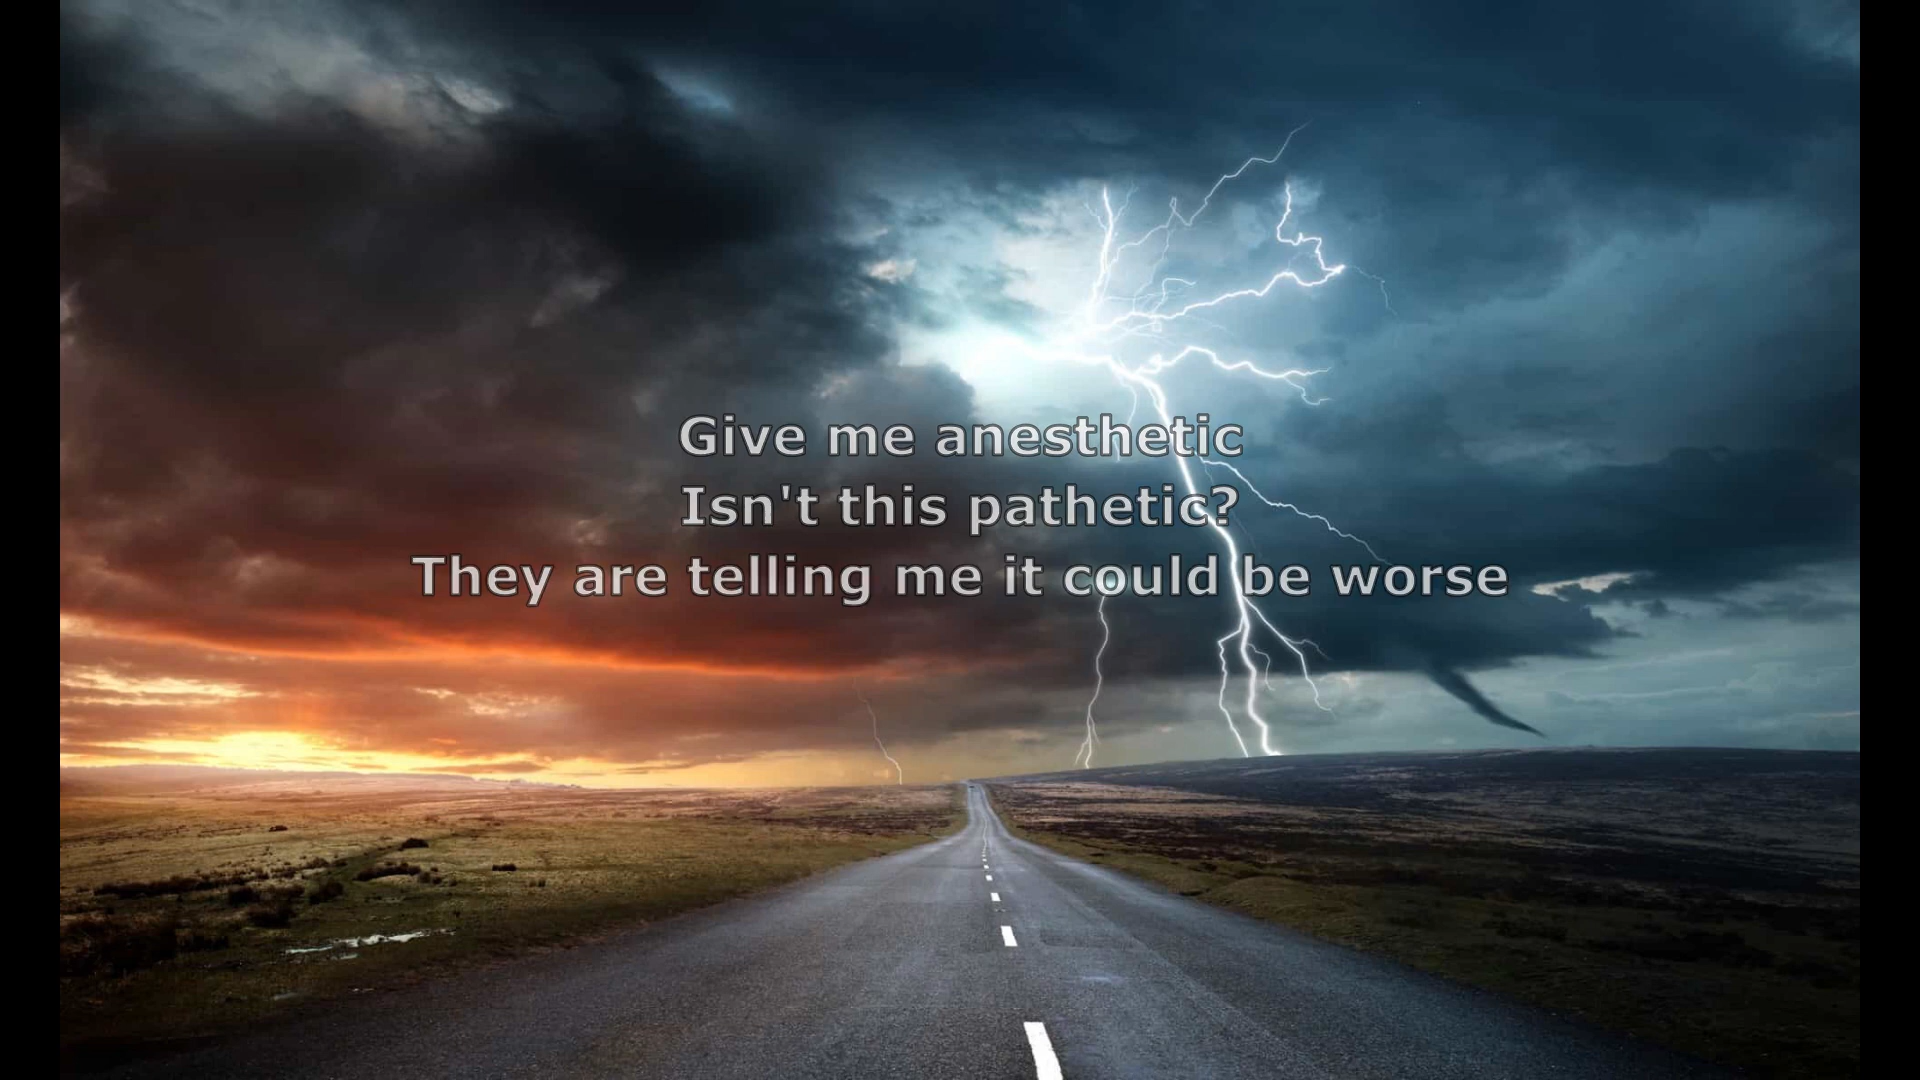 Give me anesthetic
Isn't this pathetic?
They are telling me it could be worse